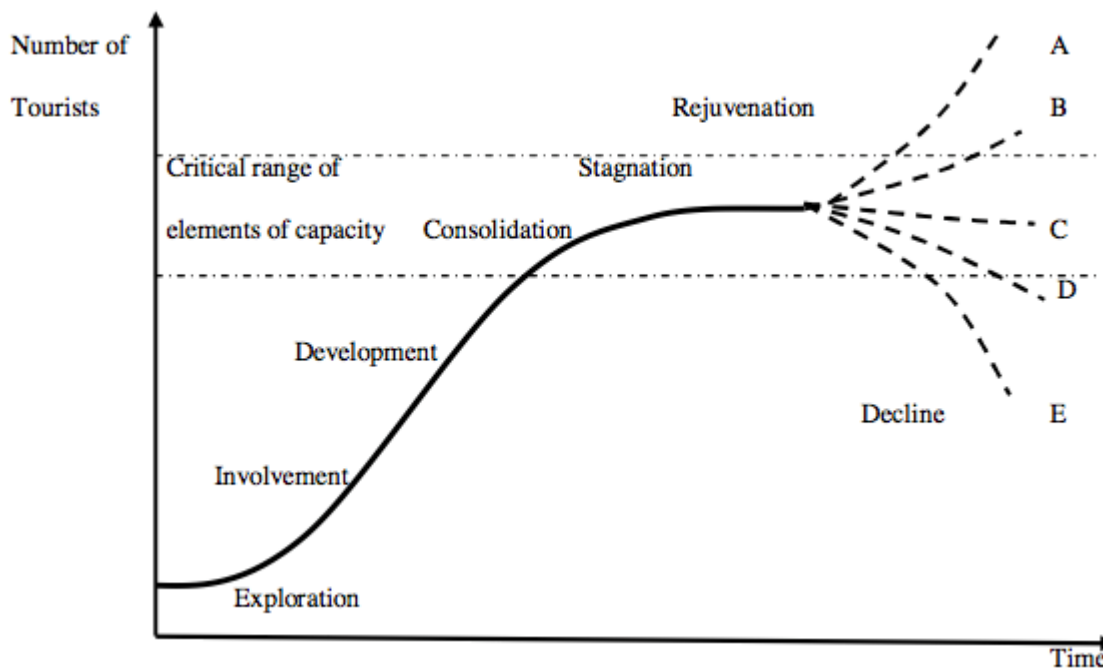 Number of
Tourists
A
Rejuvenation
B
Critical range of
Stagnation
elements of capacity
Consolidation
C
D
Development
Decline
E
Involvement
Exploration
Time